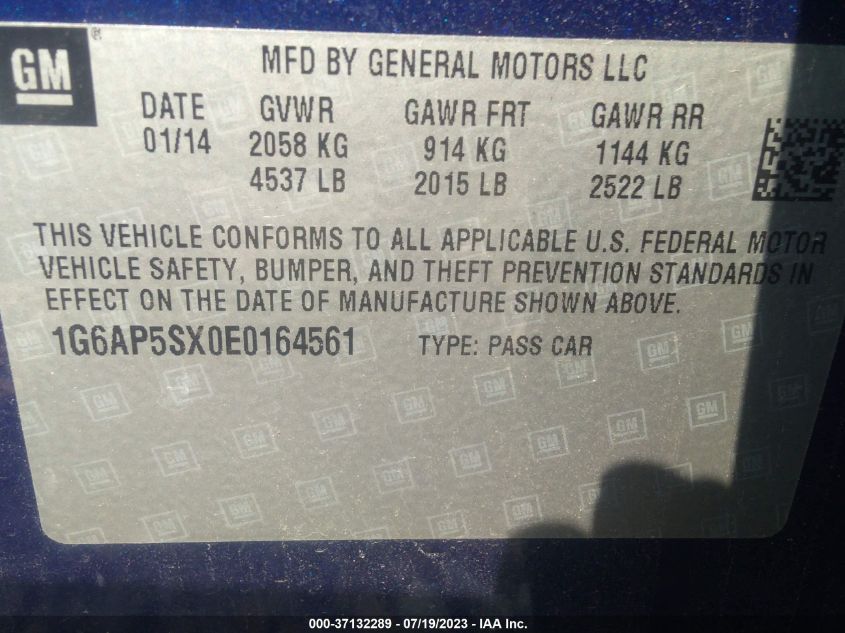 GM®
MFD BY GENERAL MOTORS LLC
DATE GVWR GAWR FRT GAWR RR
01/14 2058 KG 914 KG 1144 KG
4537 LB 2015 LB 2522 LB
THIS VEHICLE CONFORMS TO ALL APPLICABLE U.S. FEDERAL MOTOR
VEHICLE SAFETY, BUMPER, AND THEFT PREVENTION STANDARDS IN
EFFECT ON THE DATE OF MANUFACTURE SHOWN ABOVE.
1G6AP5SX0E0164561 TYPE: PASS CAR
000-37132289 - 07/19/2023 - IAA Inc.